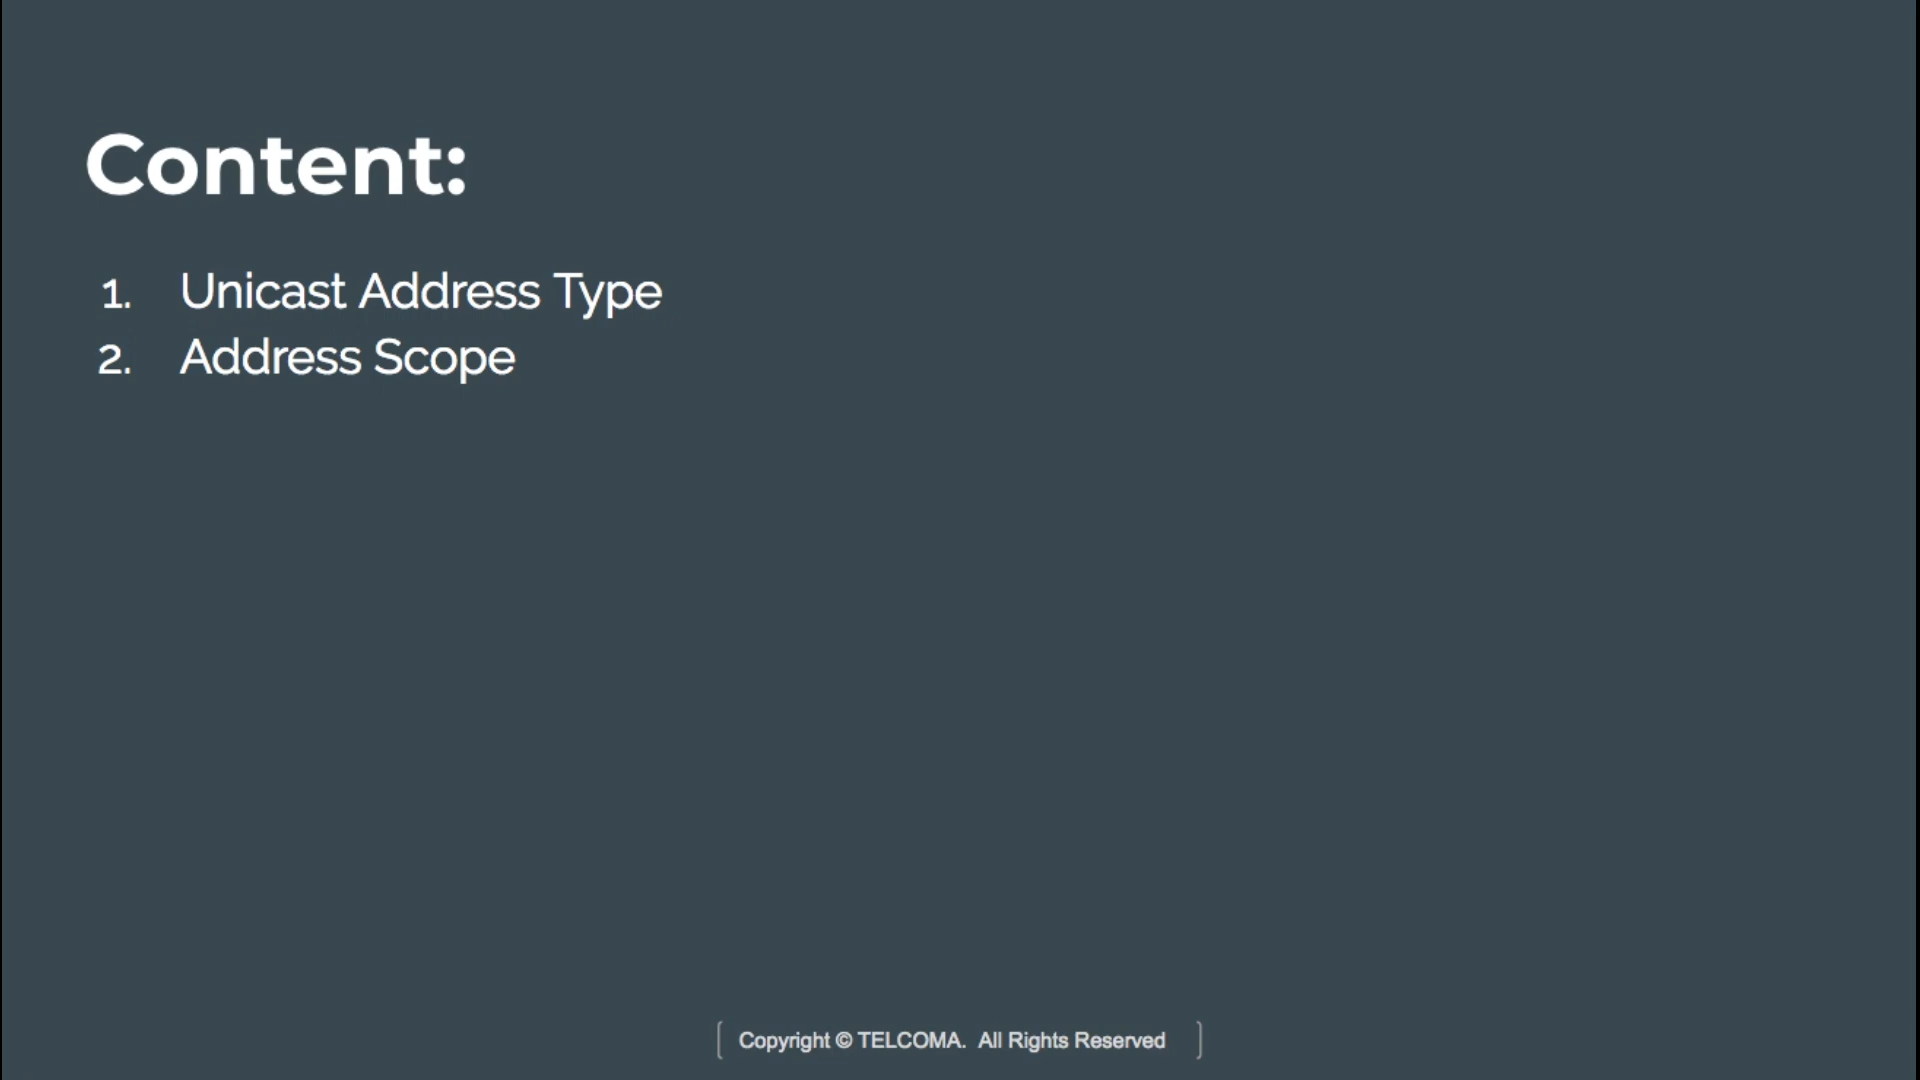 Content:
1. Unicast Address Type
2. Address Scope
Copyright © TELCOMA. All Rights Reserved